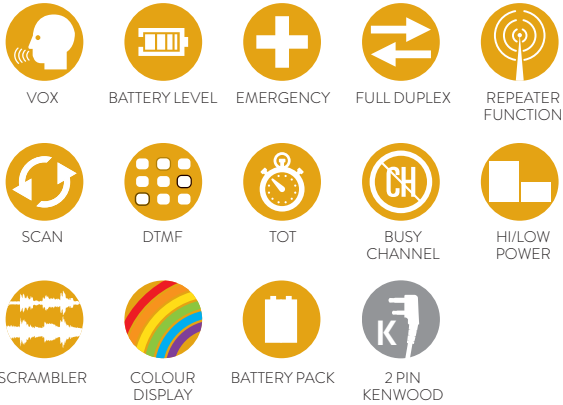 VOX
BATTERY LEVEL
EMERGENCY
FULL DUPLEX
REPEATER
FUNCTION
SCAN
DTMF
TOT
CH
BUSY
CHANNEL
HI/LOW
POWER
SCRAMBLER
COLOUR
DISPLAY
BATTERY PACK
K
2 PIN
KENWOOD